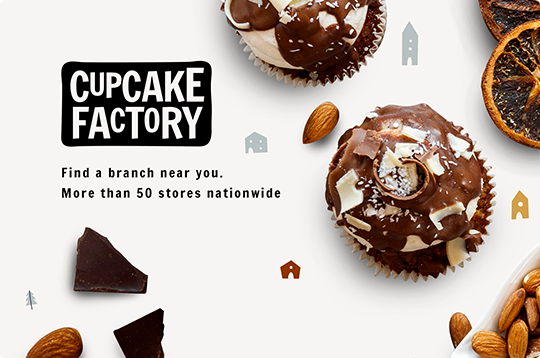 CUPCAKE
FACTORY
Find a branch near you.
More than 50 stores nationwide